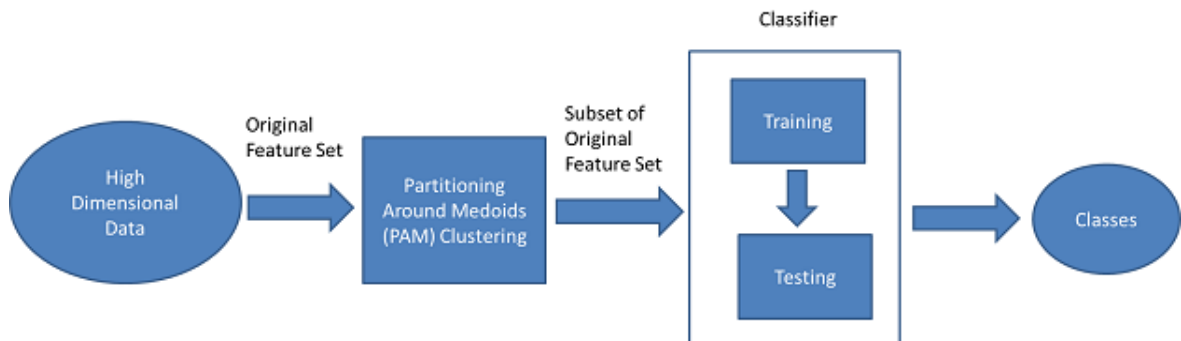 High
Dimensional
Data
Original
Feature Set
Partitioning
Around Medoids
(PAM) Clustering
Subset of
Original
Feature Set
Classifier
Training
Testing
Classes